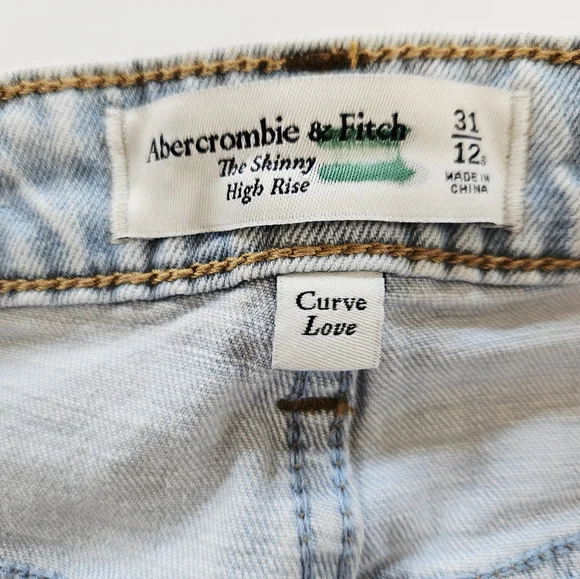 Abercrombie & Fitch
The Skinny
High Rise
31
12s
MADE IN
CHINA
Curve
Love